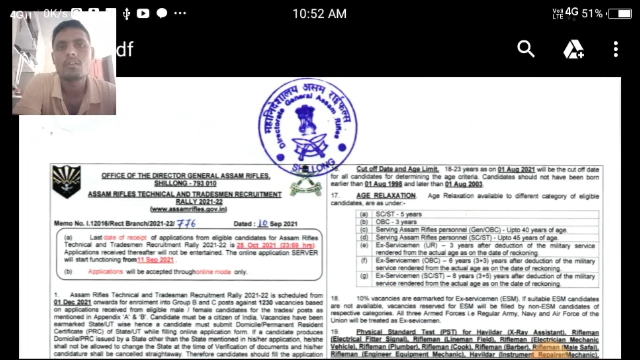 4G 0K/s
10:52 AM
4G 51%
df
महानिदेशालय असम राईफल्स
Directorate General Assam Rifles
SHILLONG
OFFICE OF THE DIRECTOR GENERAL ASSAM RIFLES,
SHILLONG - 793 010
ASSAM RIFLES TECHNICAL AND TRADESMEN RECRUITMENT
RALLY 2021-22
(www.assamrifles.gov.in)
Memo No. I.12016/Rect Branch/2021-22/776 Dated : 10 Sep 2021
(a) Last date of receipt of applications from eligible candidates for Assam
Rifles Technical and Tradesmen Recruitment Rally 2021-22 is 25 Oct 2021 (23:59 hrs)
Applications received thereafter will not be entertained. The online application SERVER
will start functioning from 11 Sep 2021
(b) Applications will be accepted through online mode only.
1. Assam Rifles Technical and Tradesmen Recruitment Rally 2021-22 is scheduled from
01 Dec 2021 onwards for enrolment into Group B and C posts against 1230 vacancies based
on applications received from eligible male / female candidates for the trades/ posts as
mentioned in Appendix 'A' & 'B'. Candidate must be a citizen of India. Vacancies have been
earmarked State/UT wise hence a candidate must submit Domicile/Permanent Resident
Certificate (PRC) of State/UT while filling online application form. If a candidate produces
Domicile/PRC issued by a State other than the State mentioned in his/her application, he/she
shall not be allowed to change the State at the time of Verification of documents and his/her
candidature shall be cancelled straightaway. Therefore candidates should fill the application
Cut off Date and Age Limit. 18-23 years as on 01 Aug 2021 will be the cut off date
for all candidates for determining the age criteria. Candidates should not have been born
earlier than 01 Aug 1998 and later than 01 Aug 2003.
17. AGE RELAXATION. Age Relaxation available to different category of eligible
candidates, are as under:-
(a) SC/ST - 5 years
(b) OBC - 3 years
(c) Serving Assam Rifles personnel (Gen/OBC) - Upto 40 years of age.
(d) Serving Assam Rifles personnel (SC/ST) - Upto 45 years of age.
(e) Ex-Servicemen (UR) – 3 years after deduction of the military service
rendered from the actual age as on the date of reckoning.
(f) Ex-Servicemen (OBC) – 6 years (3+3) years after deduction of the military
service rendered from the actual age as on the date of reckoning.
(g) Ex-Servicemen (SC/ST) – 8 years (3+5) years after deduction of the military
service rendered from the actual age as on the date of reckoning.
18. 10% vacancies are earmarked for Ex-servicemen (ESM). If suitable ESM candidates
are not available, vacancies reserved for ESM will be filled by non-ESM candidates of
respective categories. All three Armed Forces i.e Regular Army, Navy and Air Force of the
Union will be treated as Ex-servicemen.
19. Physical Standard Test (PST) for Havildar (X-Ray Assistant), Rifleman
(Electrical Fitter Signal), Rifleman (Lineman Field), Rifleman (Electrician Mechanic Vehicle),
Rifleman (Plumber), Rifleman (Cook), Rifleman (Barber), Rifleman (Male Safai),
Rifleman (Engineer Equipment Mechanic), Havildar (Instrument Repairer/Mechanic)